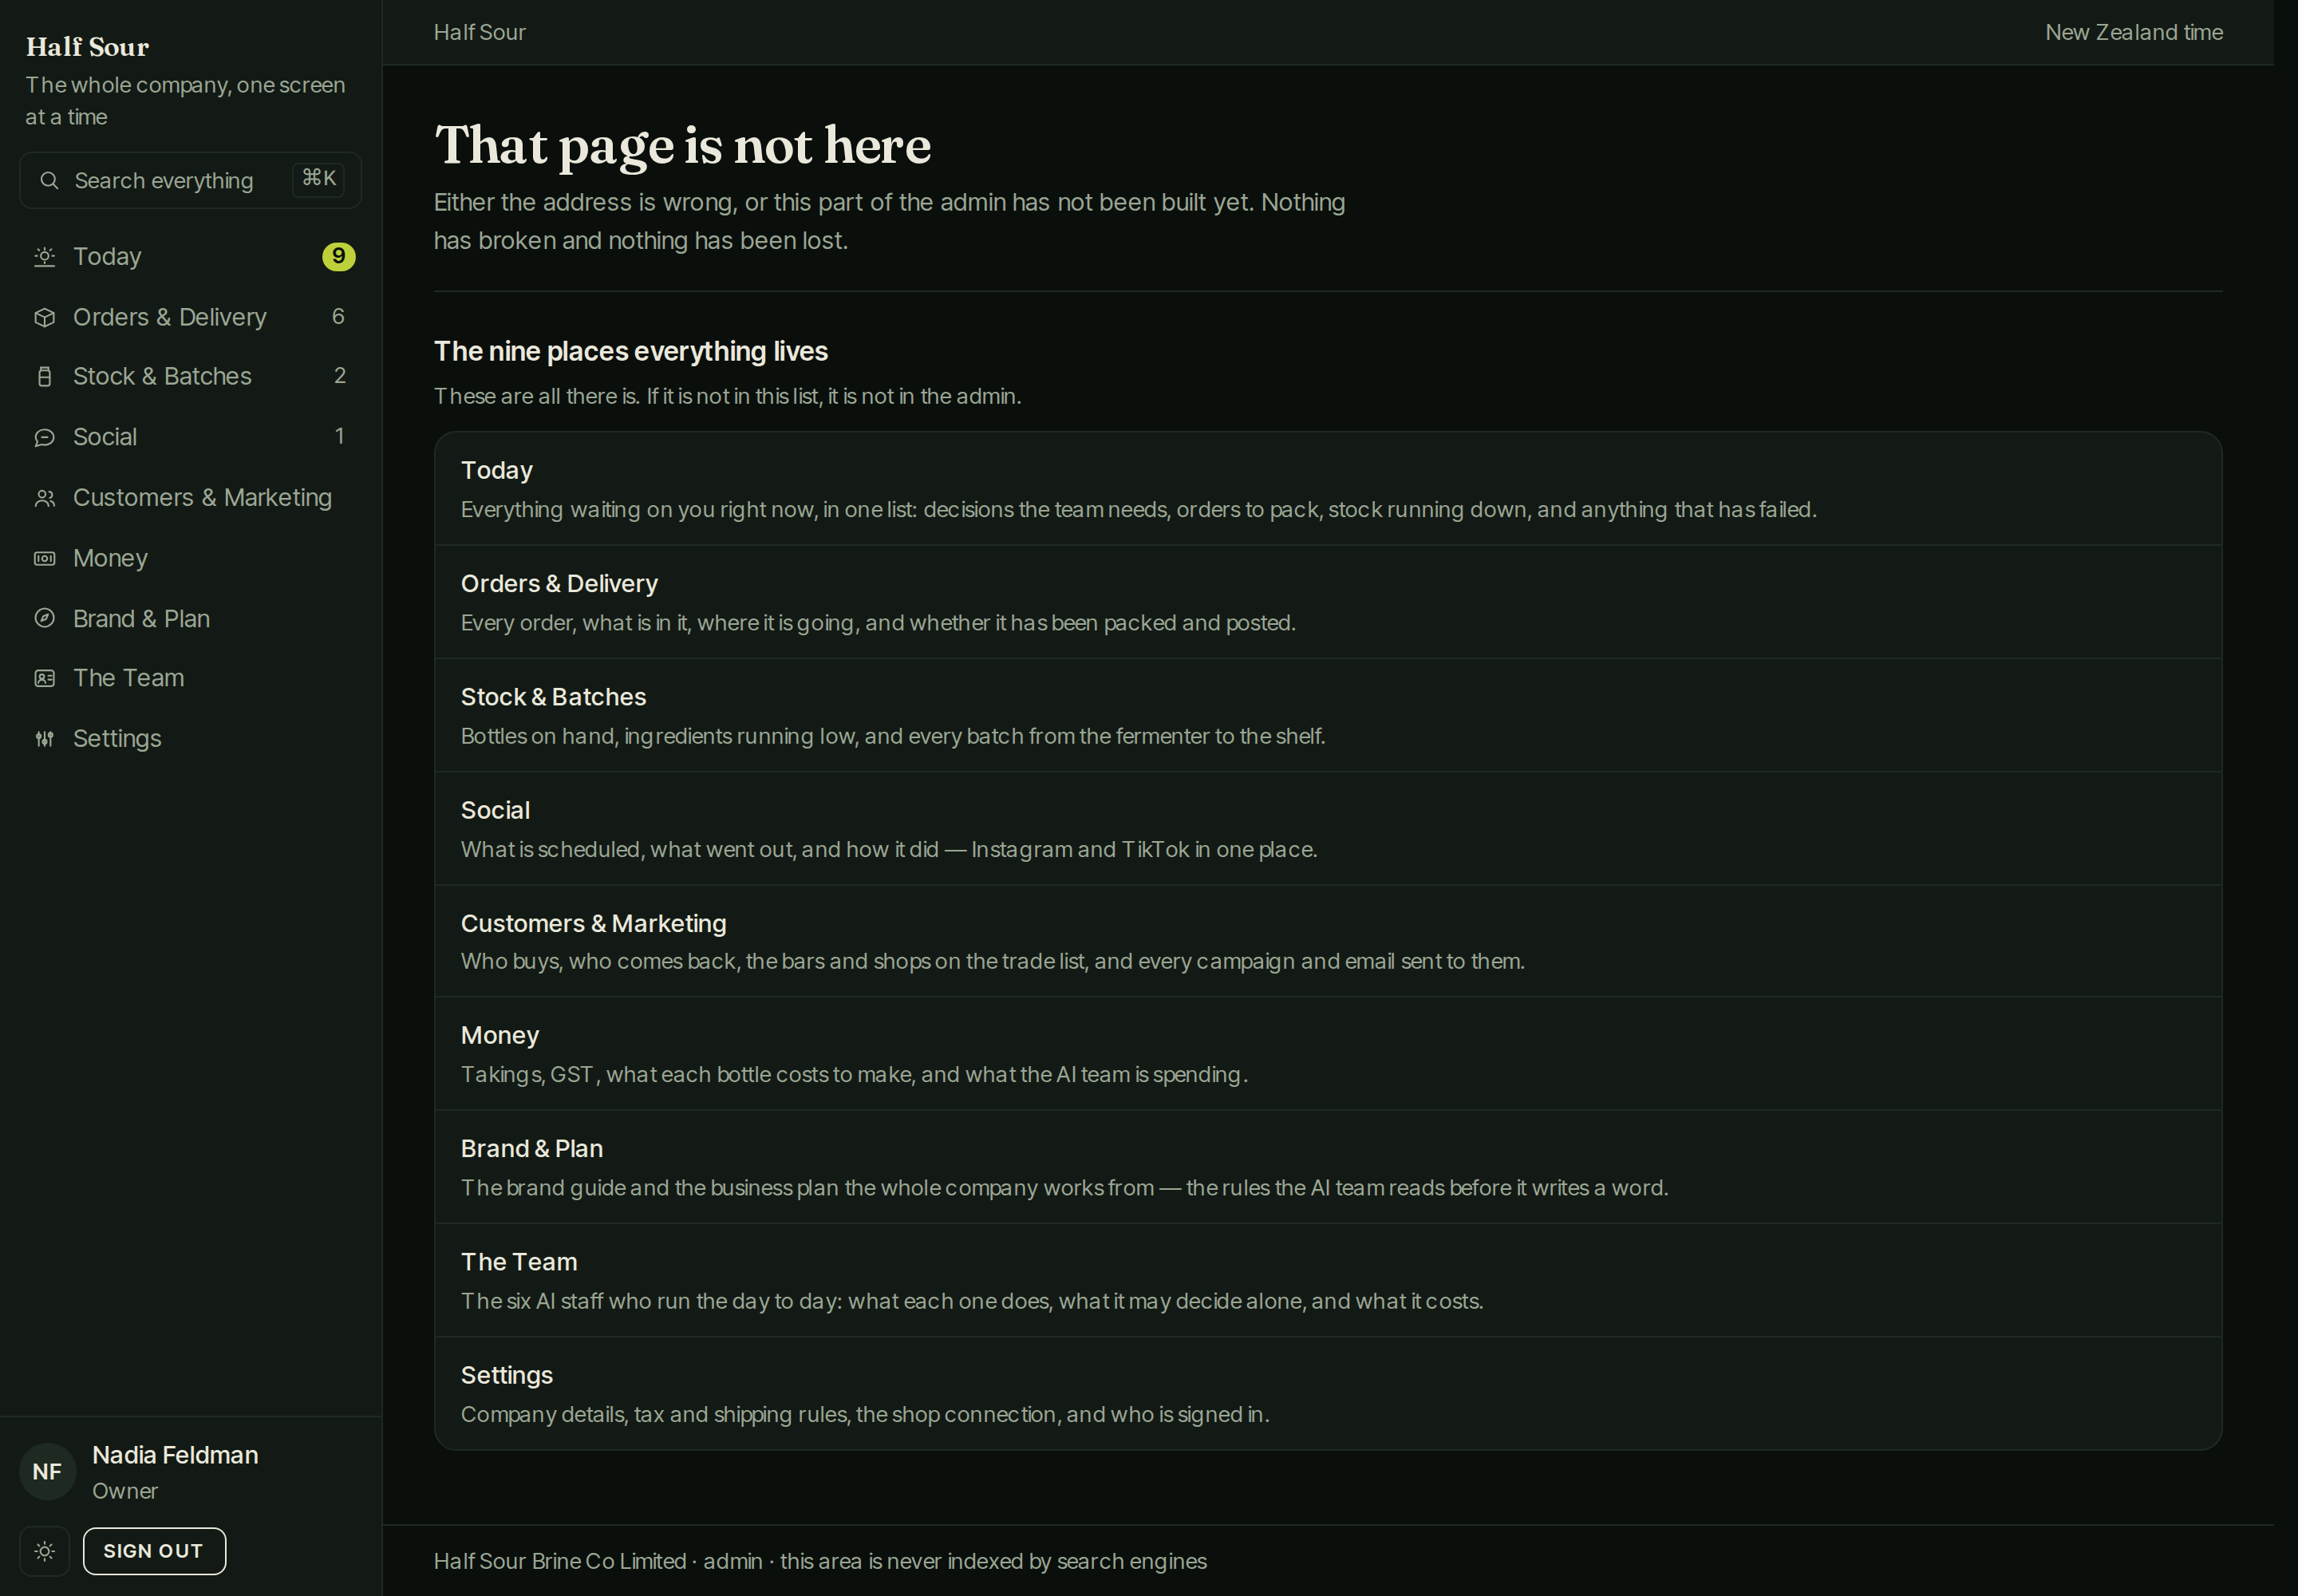 Half Sour
The whole company, one screen
at a time
Search everything ⌘K
Today 9
Orders & Delivery 6
Stock & Batches 2
Social 1
Customers & Marketing
Money
Brand & Plan
The Team
Settings
NF
Nadia Feldman
Owner
SIGN OUT
Half Sour
New Zealand time
That page is not here
Either the address is wrong, or this part of the admin has not been built yet. Nothing
has broken and nothing has been lost.
The nine places everything lives
These are all there is. If it is not in this list, it is not in the admin.
Today
Everything waiting on you right now, in one list: decisions the team needs, orders to pack, stock running down, and anything that has failed.
Orders & Delivery
Every order, what is in it, where it is going, and whether it has been packed and posted.
Stock & Batches
Bottles on hand, ingredients running low, and every batch from the fermenter to the shelf.
Social
What is scheduled, what went out, and how it did — Instagram and TikTok in one place.
Customers & Marketing
Who buys, who comes back, the bars and shops on the trade list, and every campaign and email sent to them.
Money
Takings, GST, what each bottle costs to make, and what the AI team is spending.
Brand & Plan
The brand guide and the business plan the whole company works from — the rules the AI team reads before it writes a word.
The Team
The six AI staff who run the day to day: what each one does, what it may decide alone, and what it costs.
Settings
Company details, tax and shipping rules, the shop connection, and who is signed in.
Half Sour Brine Co Limited · admin · this area is never indexed by search engines